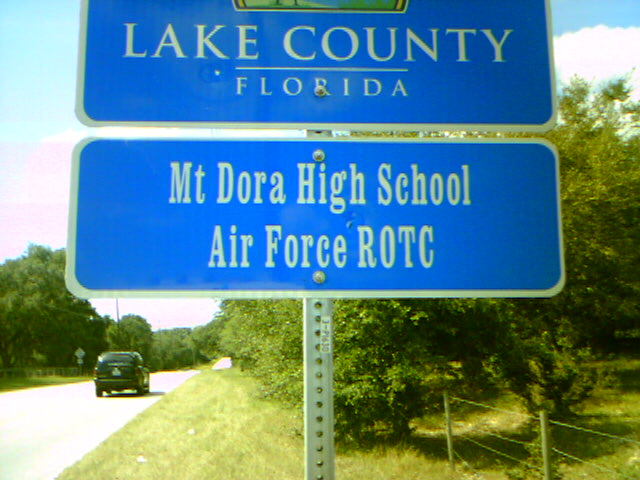 LAKE COUNTY
FLORIDA
Mt Dora High School
Air Force ROTC